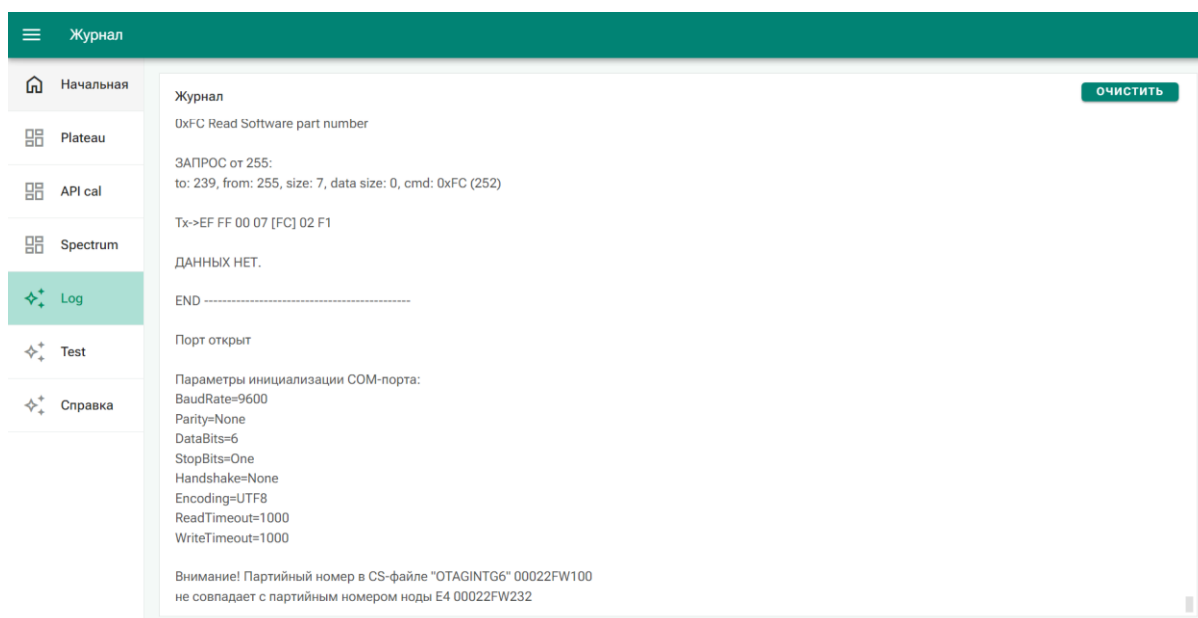 Журнал
Начальная
Plateau
API cal
Spectrum
Log
Test
Справка
Журнал
ОЧИСТИТЬ
0xFC Read Software part number
ЗАПРОС от 255:
to: 239, from: 255, size: 7, data size: 0, cmd: 0xFC (252)
Tx->EF FF 00 07 [FC] 02 F1
ДАННЫХ НЕТ.
END ---------------------------------------------
Порт открыт
Параметры инициализации COM-порта:
BaudRate=9600
Parity=None
DataBits=6
StopBits=One
Handshake=None
Encoding=UTF8
ReadTimeout=1000
WriteTimeout=1000
Внимание! Партийный номер в CS-файле "OTAGINTG6" 00022FW100
не совпадает с партийным номером ноды E4 00022FW232